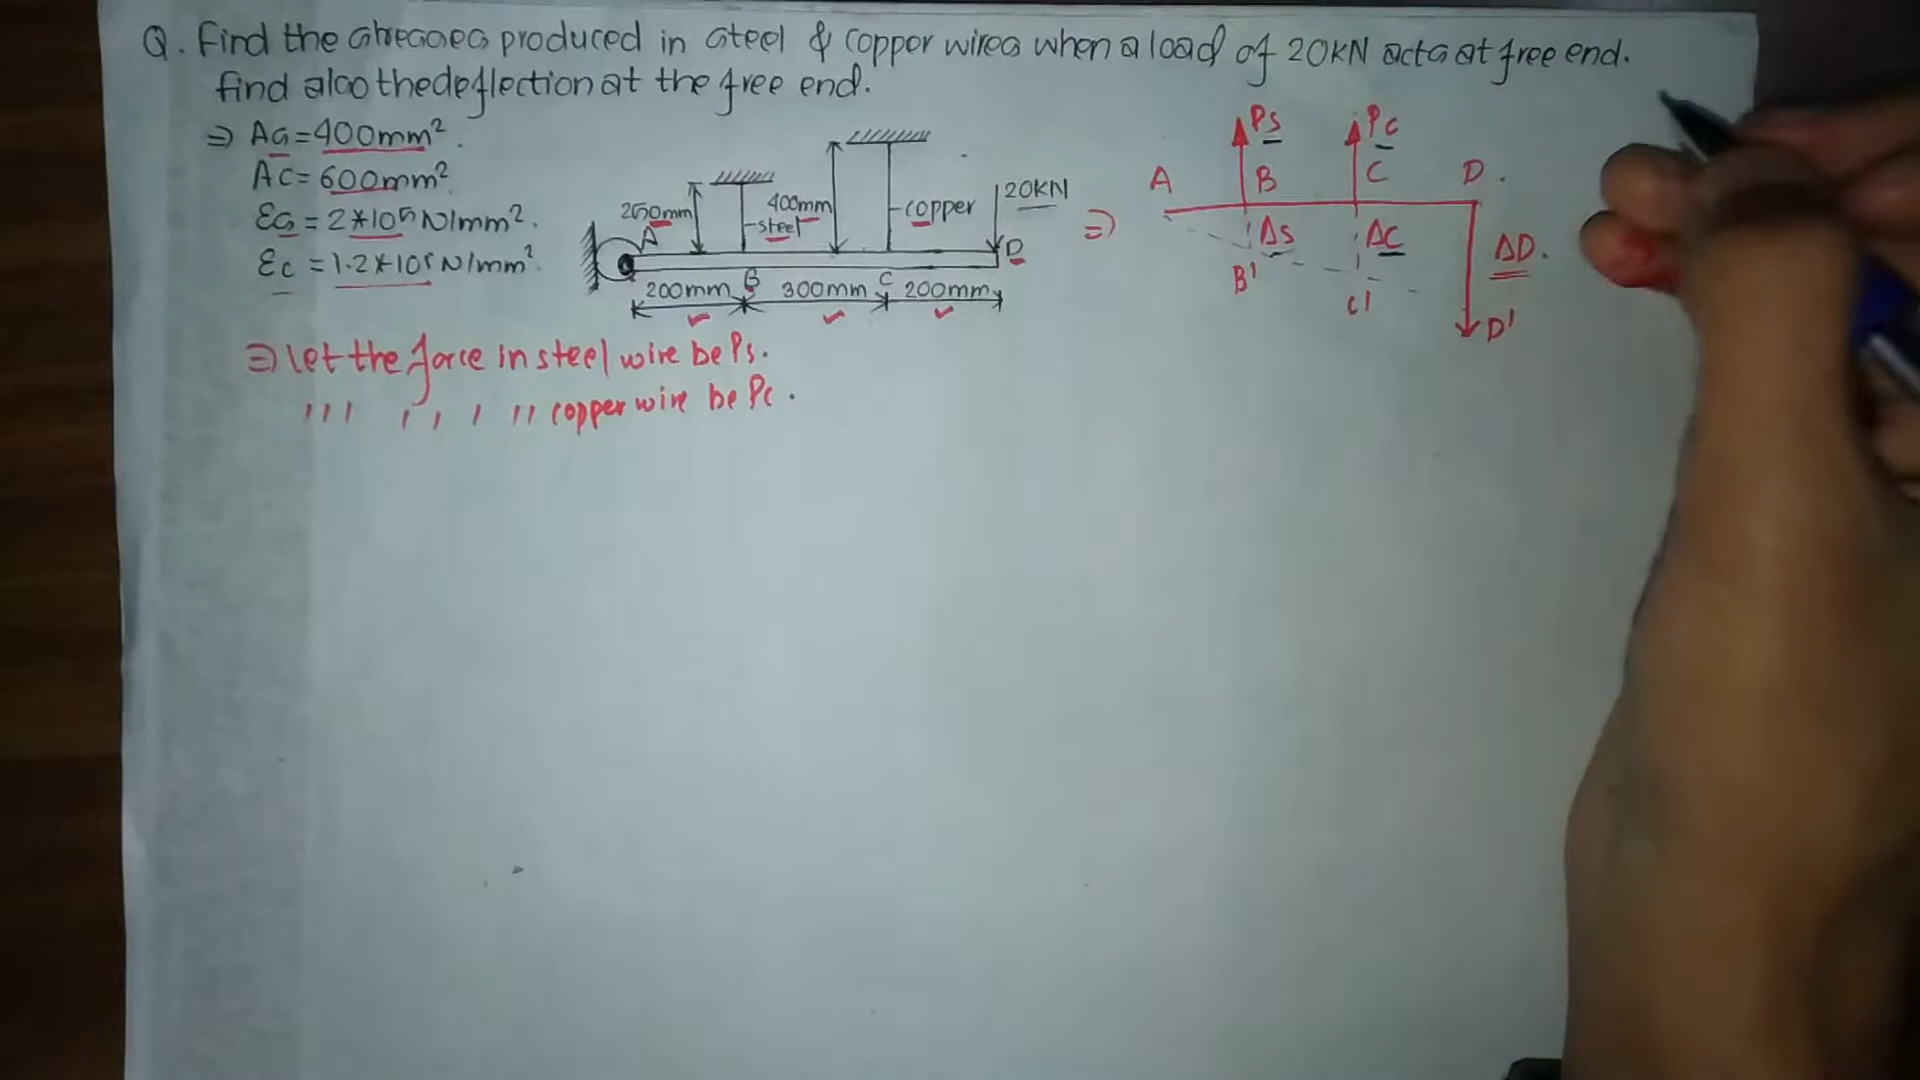 Q. Find the stresses produced in steel & copper wires when a load of 20KN acts at free end.
find also the deflection at the free end.
⇒ As=400mm².
Ac=600mm²
Es = 2*10⁵N/mm².
Ec = 1.2*10⁵N/mm².
250mm
steel
400mm
copper
20KN
A
B
C
D
200mm
300mm
200mm
⇒
Ps
Pc
A
B
C
D.
Δs
Δc
ΔD.
B'
C'
D'
⇒ let the force in steel wire be Ps.
''' ' ' ' '' copper wire be Pc.